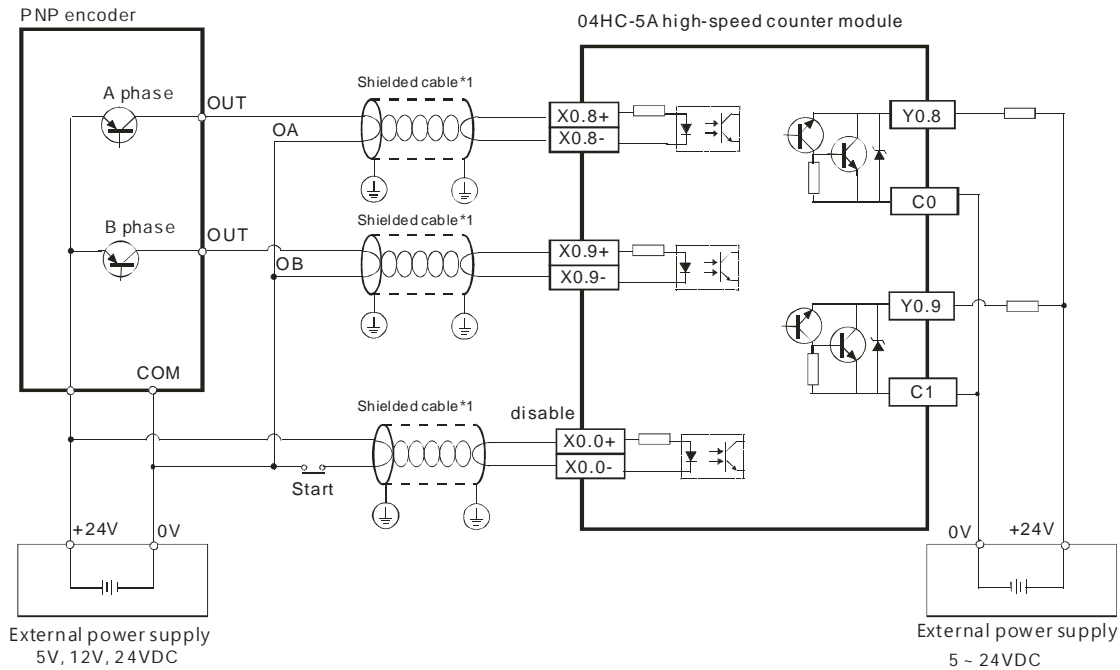 PNP encoder
04HC-5A high-speed counter module
A phase
OUT
OA
Shielded cable*1
X0.8+
X0.8-
Y0.8
C0
B phase
OUT
OB
Shielded cable*1
X0.9+
X0.9-
Y0.9
C1
COM
Shielded cable*1
disable
X0.0+
X0.0-
Start
+24V
0V
0V
+24V
External power supply
5V, 12V, 24VDC
External power supply
5 ~ 24VDC